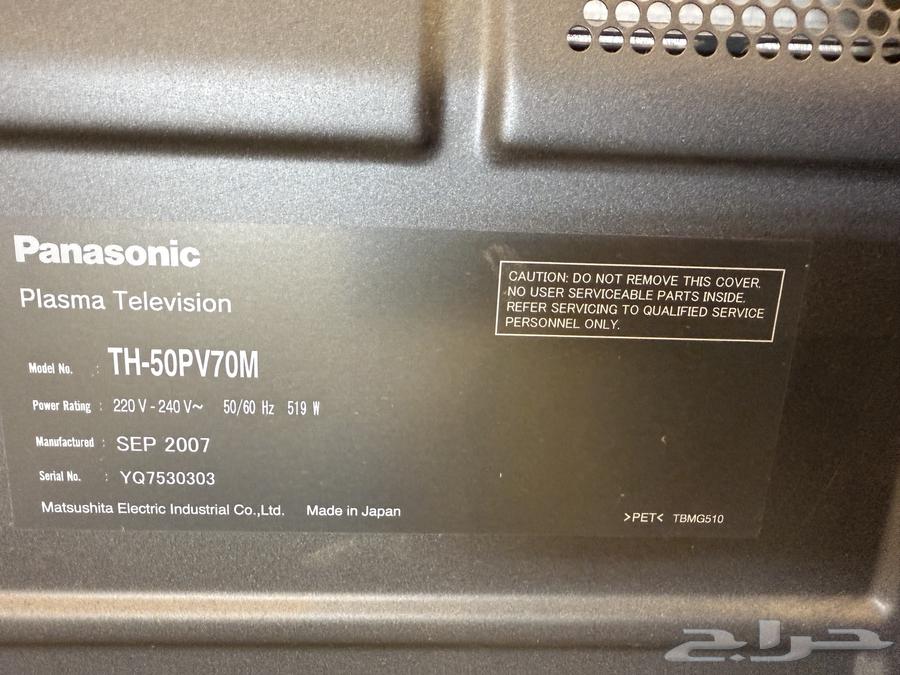 Panasonic
Plasma Television
Model No. : TH-50PV70M
Power Rating : 220 V - 240 V~ 50/60 Hz 519 W
Manufactured : SEP 2007
Serial No. : YQ7530303
Matsushita Electric Industrial Co.,Ltd. Made in Japan
CAUTION: DO NOT REMOVE THIS COVER.
NO USER SERVICEABLE PARTS INSIDE.
REFER SERVICING TO QUALIFIED SERVICE
PERSONNEL ONLY.
>PET< TBMG510
حراج